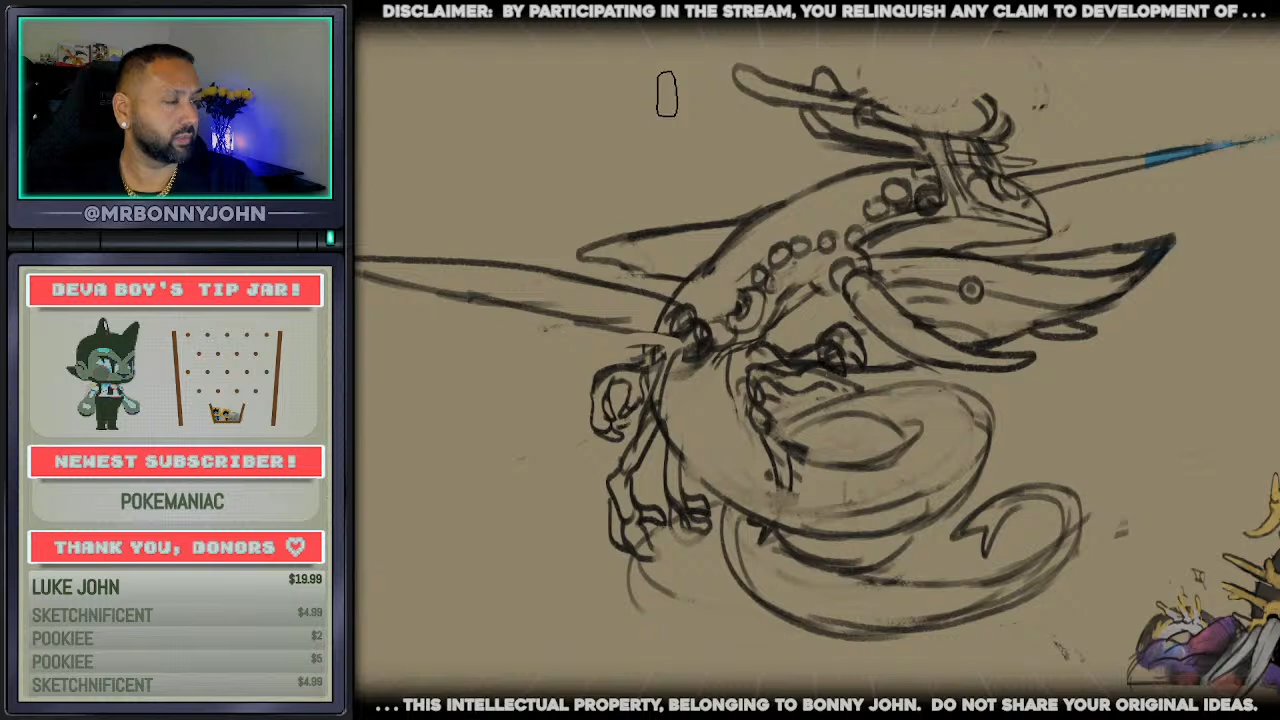 DISCLAIMER: BY PARTICIPATING IN THE STREAM, YOU RELINQUISH ANY CLAIM TO DEVELOPMENT OF . . .
@MRBONNYJOHN
DEVA BOY'S TIP JAR!
NEWEST SUBSCRIBER!
POKEMANIAC
THANK YOU, DONORS
LUKE JOHN $19.99
SKETCHNIFICENT $4.99
POOKIEE $2
POOKIEE $5
SKETCHNIFICENT $4.99
. . . THIS INTELLECTUAL PROPERTY, BELONGING TO BONNY JOHN. DO NOT SHARE YOUR ORIGINAL IDEAS.